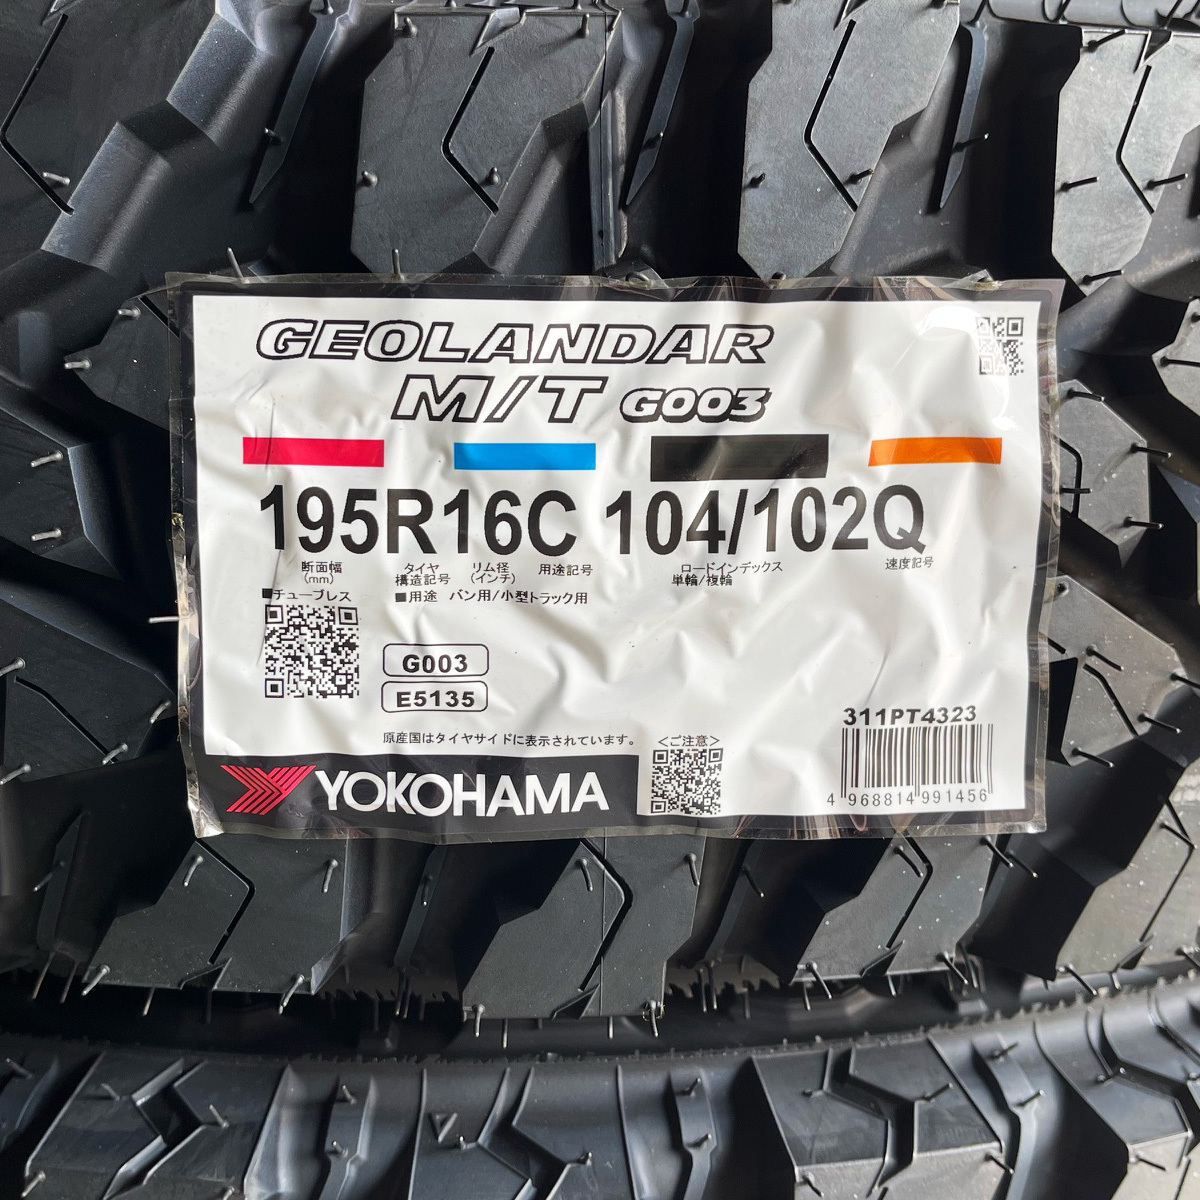 GEOLANDAR
M/T G003
195R16C 104/102Q
断面幅 (mm)
タイヤ構造記号
リム径 (インチ)
用途記号
ロードインデックス 単輪/複輪
速度記号
■チューブレス
■用途 バン用/小型トラック用
G003
E5135
原産国はタイヤサイドに表示されています。
<ご注意>
YOKOHAMA
311PT4323
4 968814 991456